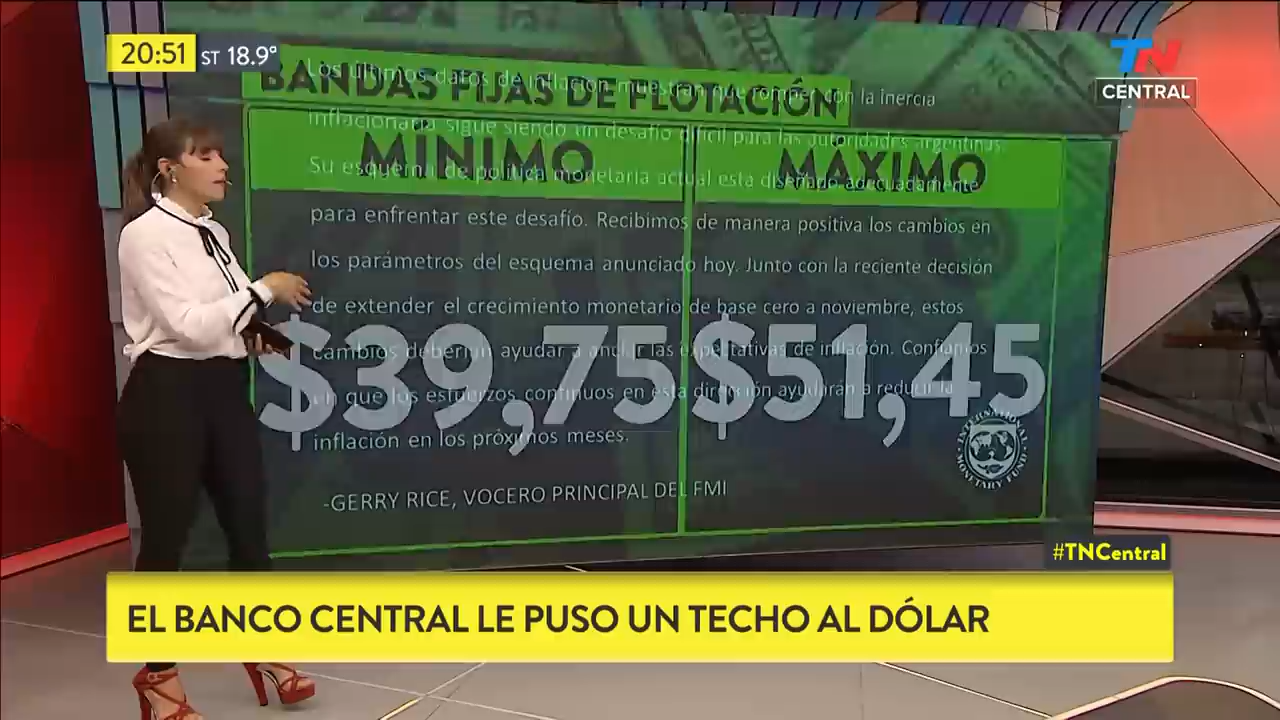 20:51 ST 18.9°
TN
CENTRAL
BANDAS FIJAS DE FLOTACIÓN
MÍNIMO
MÁXIMO
$39,75
$51,45
Los últimos datos de inflación muestran que romper con la inercia
inflacionaria sigue siendo un desafío difícil para las autoridades argentinas.
Su esquema de política monetaria actual está diseñado adecuadamente
para enfrentar este desafío. Recibimos de manera positiva los cambios en
los parámetros del esquema anunciado hoy. Junto con la reciente decisión
de extender el crecimiento monetario de base cero a noviembre, estos
cambios deberían ayudar a anclar las expectativas de inflación. Confiamos
en que los esfuerzos continuos en esta dirección ayudarán a reducir la
inflación en los próximos meses.
-GERRY RICE, VOCERO PRINCIPAL DEL FMI
INTERNATIONAL
MONETARY FUND
#TNCentral
EL BANCO CENTRAL LE PUSO UN TECHO AL DÓLAR